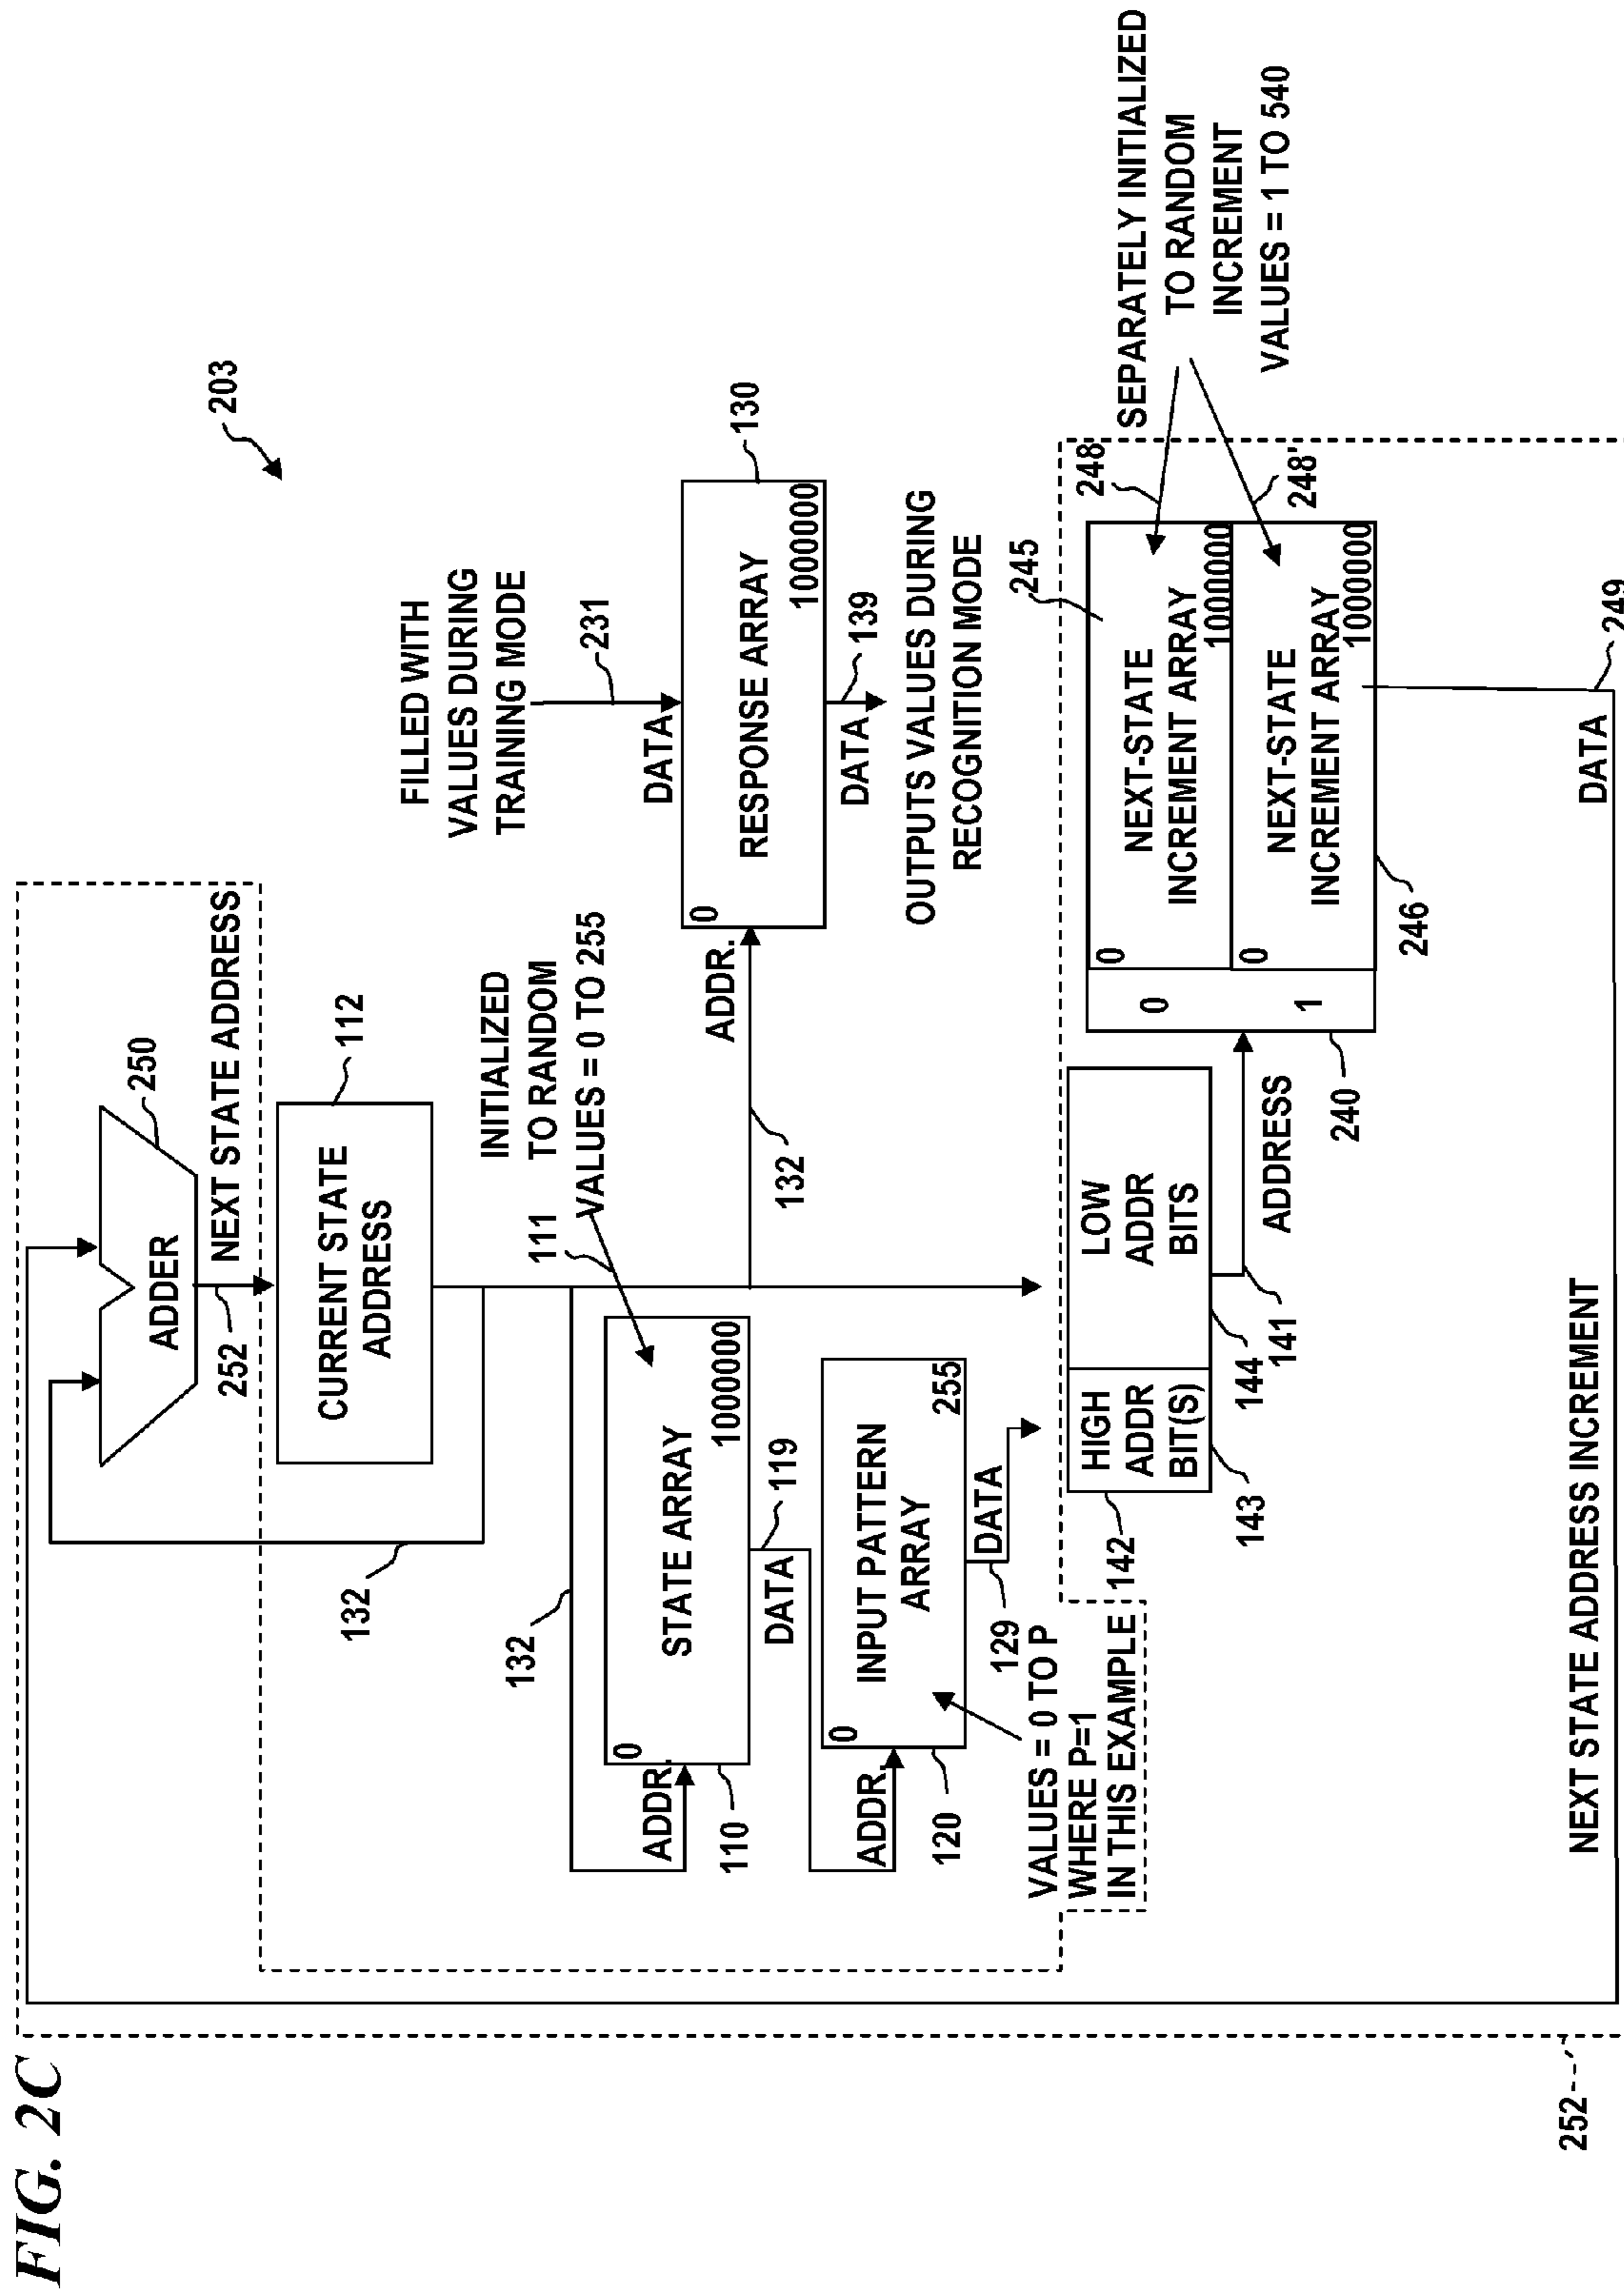 FIG. 2C
203
ADDER
250
252
NEXT STATE ADDRESS
CURRENT STATE
ADDRESS
112
132
FILLED WITH
VALUES DURING
TRAINING MODE
231
DATA
INITIALIZED
TO RANDOM
VALUES = 0 TO 255
111
132
ADDR.
0
STATE ARRAY
1000000
110
DATA
119
132
ADDR.
0
RESPONSE ARRAY
1000000
130
DATA
139
OUTPUTS VALUES DURING
RECOGNITION MODE
ADDR.
0
INPUT PATTERN
ARRAY
255
120
129
DATA
VALUES = 0 TO P
WHERE P=1
IN THIS EXAMPLE
142
HIGH
ADDR
BIT(S)
143
LOW
ADDR
BITS
144
141
ADDRESS
240
0
1
0
NEXT-STATE
INCREMENT ARRAY
1000000
245
248
0
NEXT-STATE
INCREMENT ARRAY
1000000
246
248'
SEPARATELY INITIALIZED
TO RANDOM
INCREMENT
VALUES = 1 TO 540
DATA
249
NEXT STATE ADDRESS INCREMENT
252